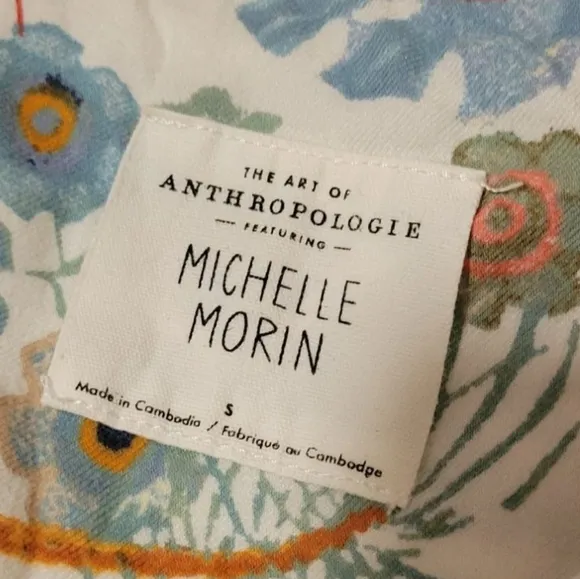 THE ART OF
ANTHROPOLOGIE
— FEATURING —
MICHELLE
MORIN
S
Made in Cambodia / Fabriqué au Cambodge